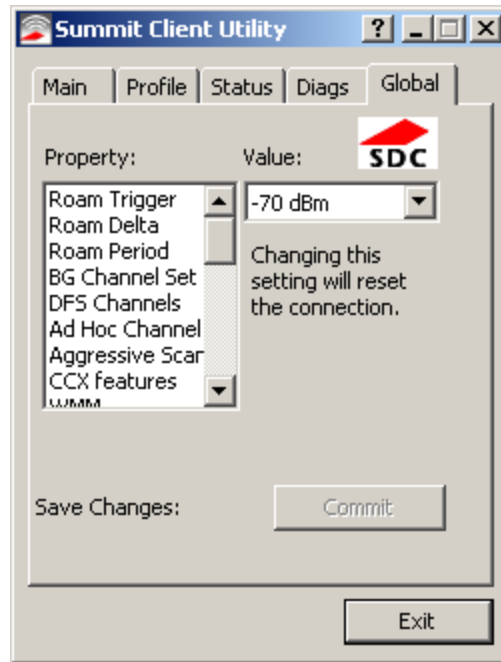 Summit Client Utility
?
Main Profile Status Diags Global
SDC
Property: Value:
Roam Trigger
Roam Delta
Roam Period
BG Channel Set
DFS Channels
Ad Hoc Channel
Aggressive Scan
CCX features
WMM
-70 dBm
Changing this
setting will reset
the connection.
Save Changes: Commit
Exit